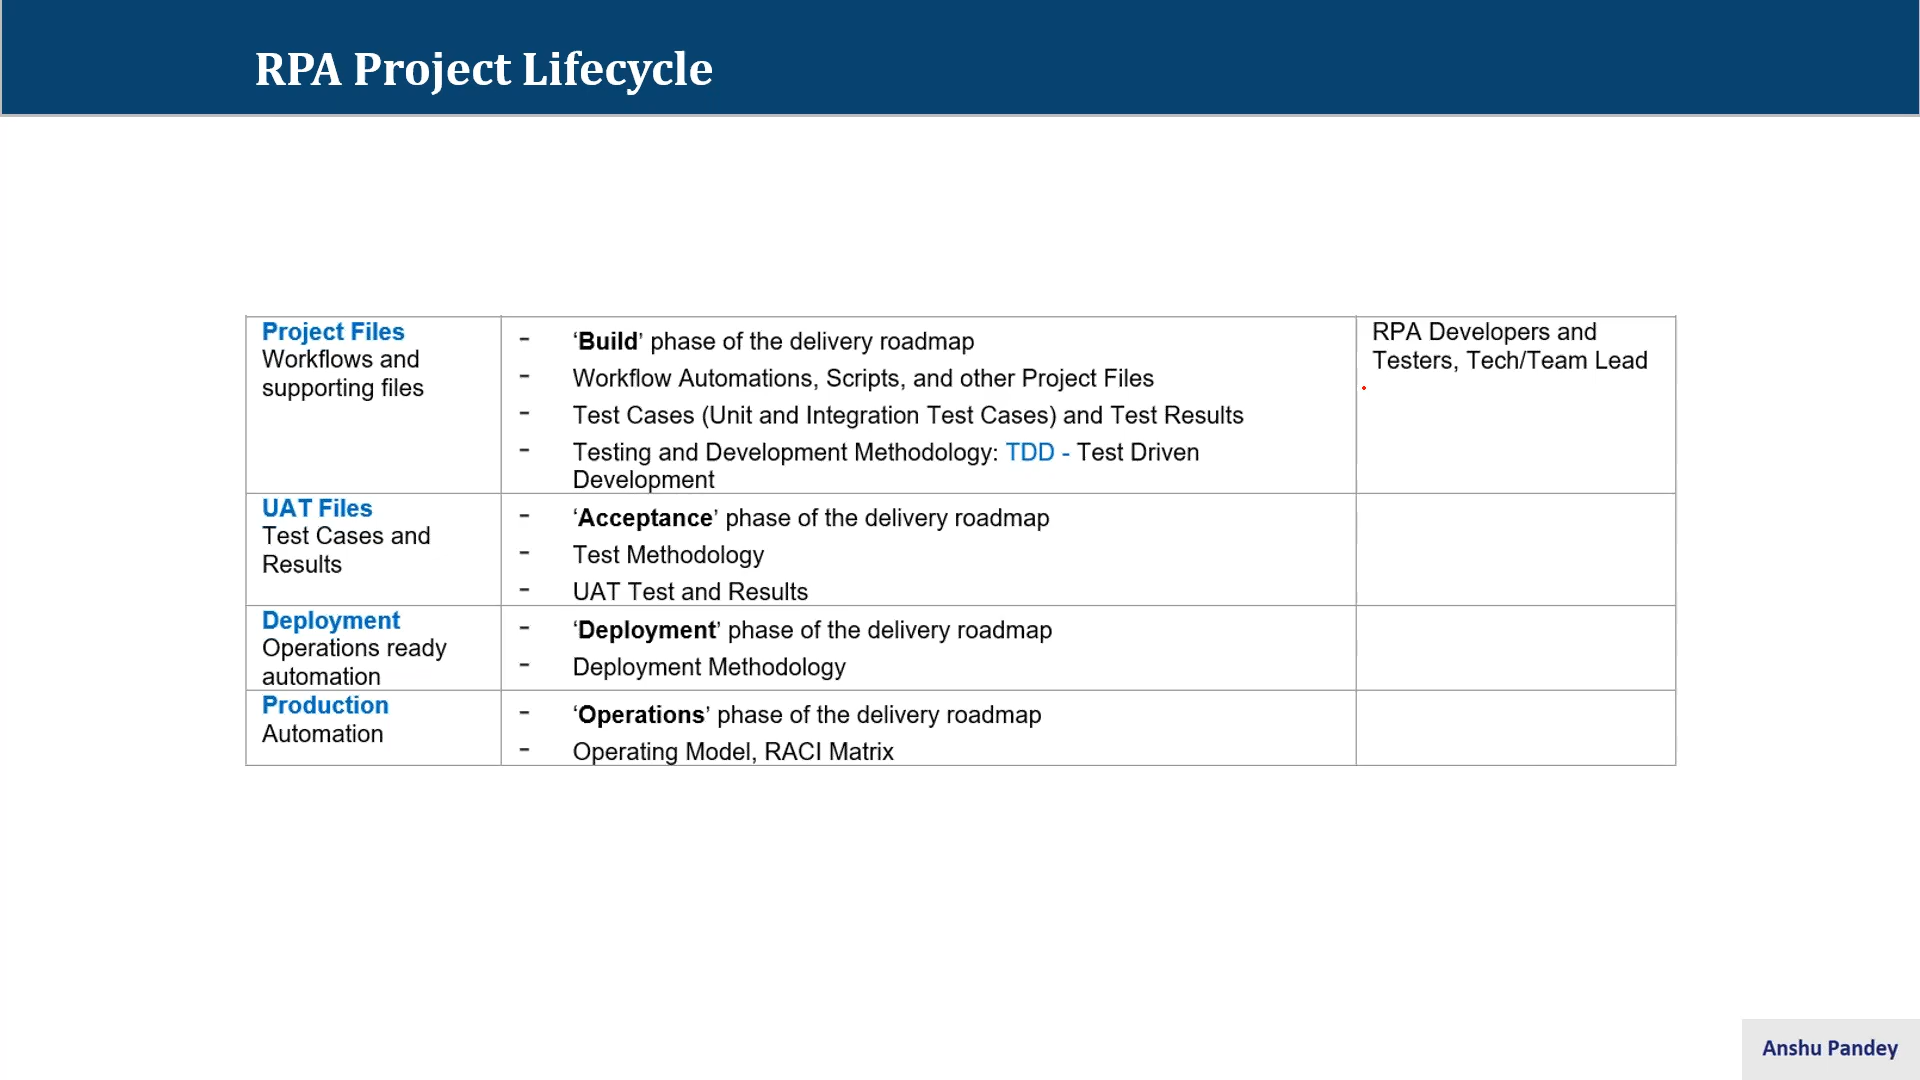 RPA Project Lifecycle
Project Files
Workflows and
supporting files
- ‘Build’ phase of the delivery roadmap
- Workflow Automations, Scripts, and other Project Files
- Test Cases (Unit and Integration Test Cases) and Test Results
- Testing and Development Methodology: TDD - Test Driven
Development
RPA Developers and
Testers, Tech/Team Lead
UAT Files
Test Cases and
Results
- ‘Acceptance’ phase of the delivery roadmap
- Test Methodology
- UAT Test and Results
Deployment
Operations ready
automation
- ‘Deployment’ phase of the delivery roadmap
- Deployment Methodology
Production
Automation
- ‘Operations’ phase of the delivery roadmap
- Operating Model, RACI Matrix
Anshu Pandey